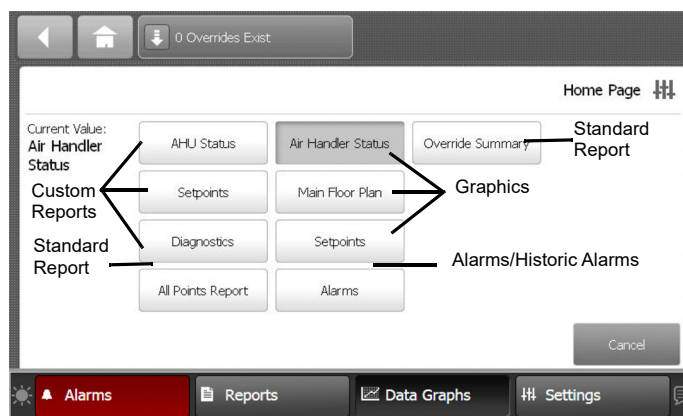 0 Overrides Exist
Home Page
Current Value:
Air Handler
Status
AHU Status
Air Handler Status
Override Summary
Standard
Report
Custom
Reports
Setpoints
Main Floor Plan
Graphics
Standard
Report
Diagnostics
Setpoints
Alarms/Historic Alarms
All Points Report
Alarms
Cancel
Alarms
Reports
Data Graphs
Settings